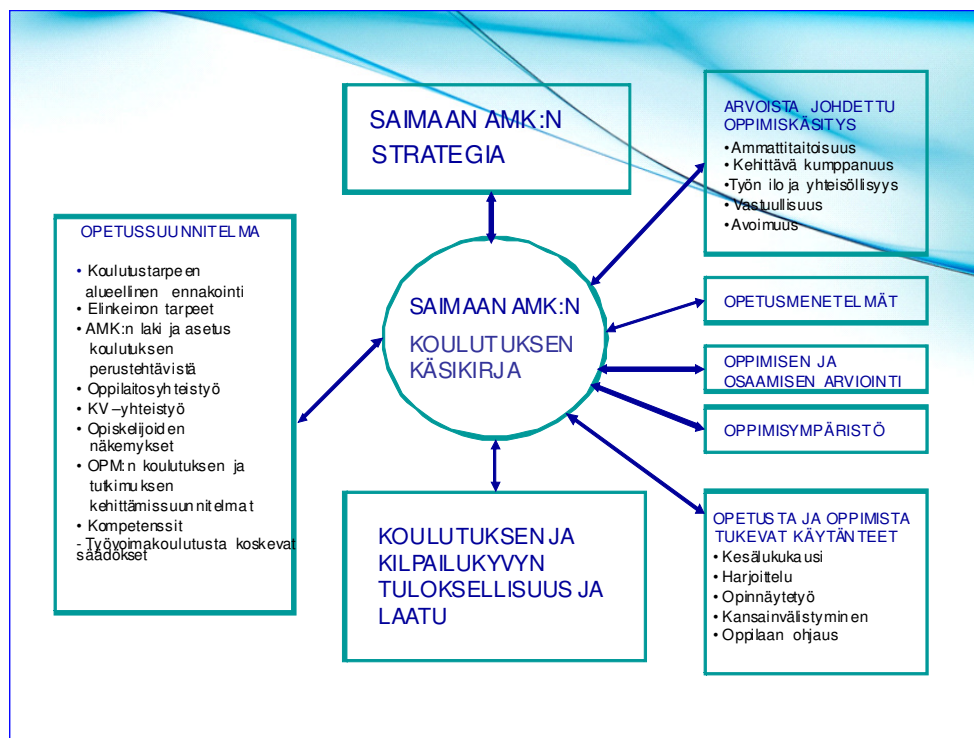 SAIMAAN AMK:N
STRATEGIA
ARVOISTA JOHDETTU
OPPIMISKÄSITYS
•Ammattitaitoisuus
• Kehittävä kumppanuus
•Työn ilo ja yhteisöllisyys
•Vastuullisuus
•Avoimuus
OPETUSSUUNNITELMA
• Koulutustarpeen
alueellinen ennakointi
• Elinkeinon tarpeet
• AMK:n laki ja asetus
koulutuksen
perustehtävistä
• Oppilaitosyhteistyö
• KV –yhteistyö
• Opiskelijoiden
näkemykset
• OPM:n koulutuksen ja
tutkimuksen
kehittämissuunnitelmat
• Kompetenssit
- Työvoimakoulutusta koskevat
säädökset
SAIMAAN AMK:N
KOULUTUKSEN
KÄSIKIRJA
OPETUSMENETELMÄT
OPPIMISEN JA
OSAAMISEN ARVIOINTI
OPPIMISYMPÄRISTÖ
KOULUTUKSEN JA
KILPAILUKYVYN
TULOKSELLISUUS JA
LAATU
OPETUSTA JA OPPIMISTA
TUKEVAT KÄYTÄNTEET
•Kesälukukausi
•Harjoittelu
•Opinnäytetyö
•Kansainvälistyminen
•Oppilaan ohjaus